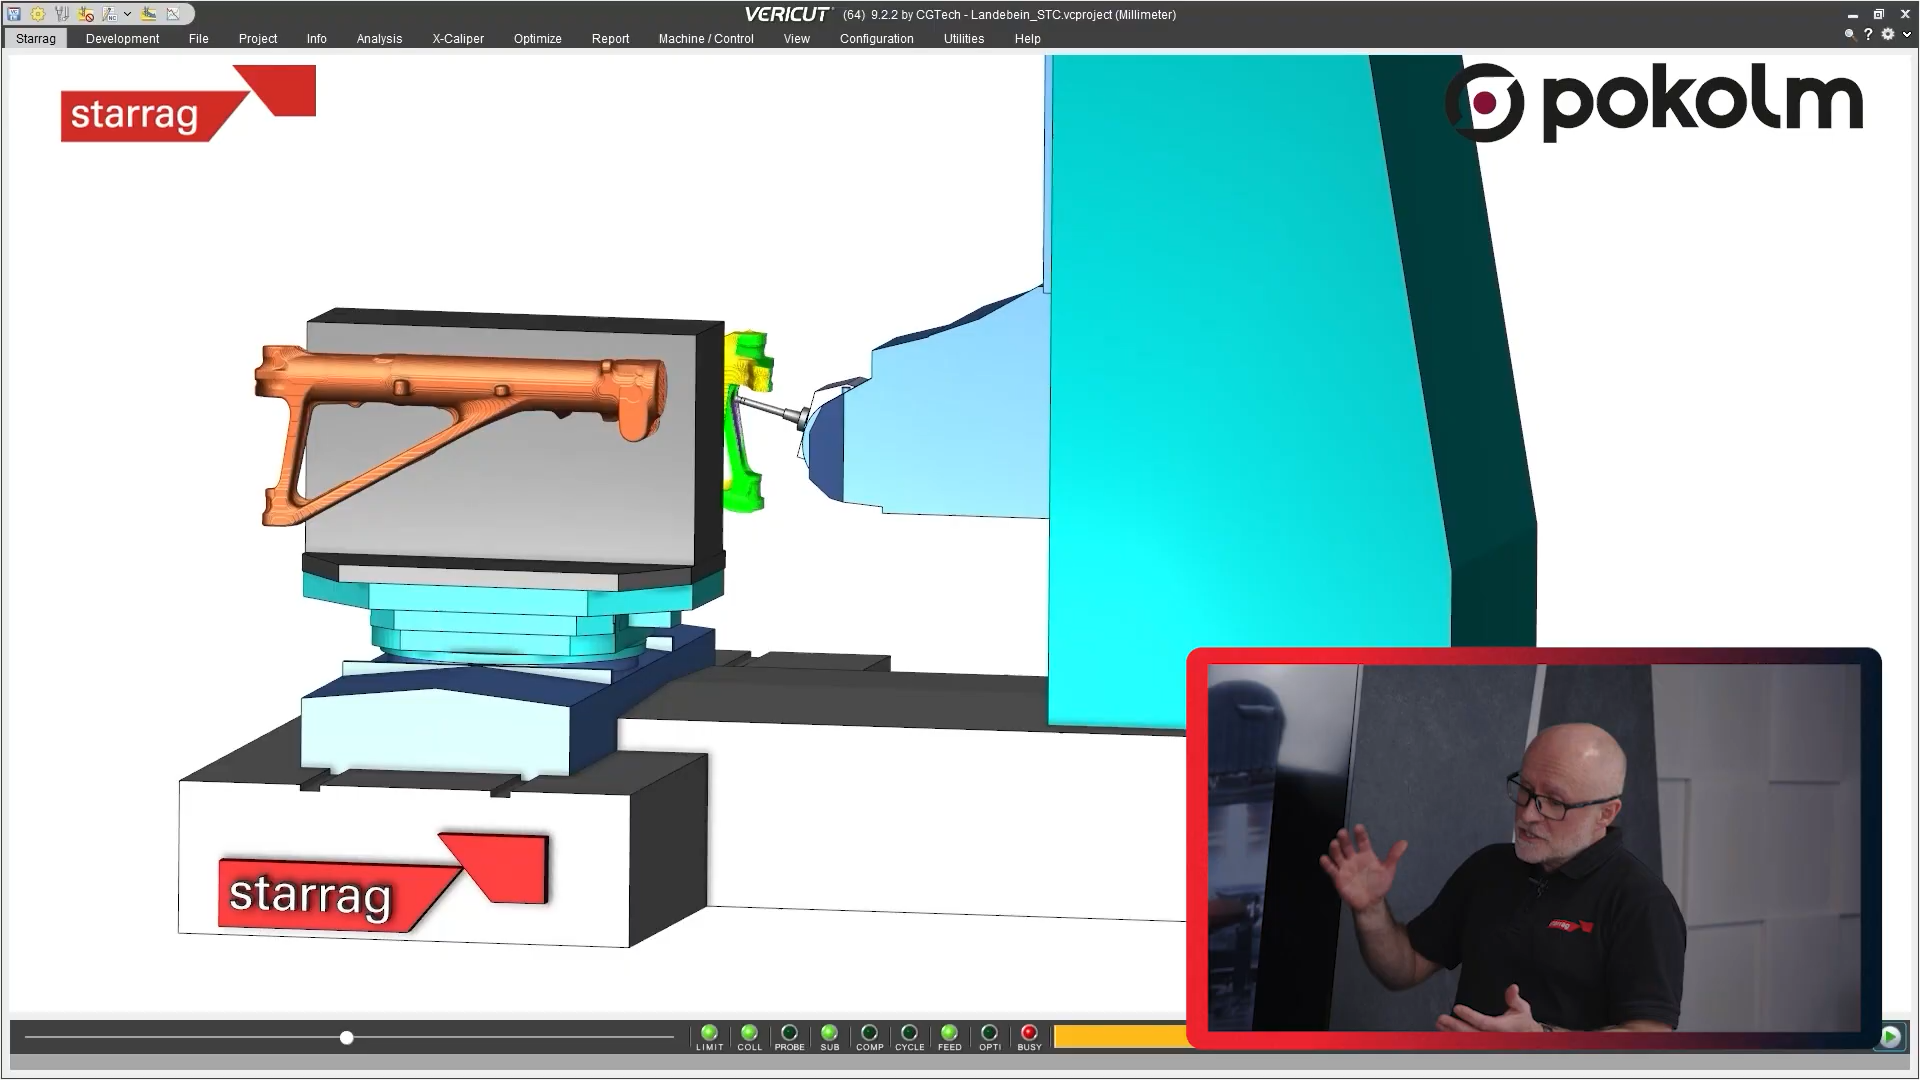 VERICUT (64) 9.2.2 by CGTech - Landebein_STC.vcproject (Millimeter)
Starrag Development File Project Info Analysis X-Caliper Optimize Report Machine / Control View Configuration Utilities Help
starrag
pokolm
starrag
starrag
LIMIT COLL PROBE SUB COMP CYCLE FEED OPTI BUSY